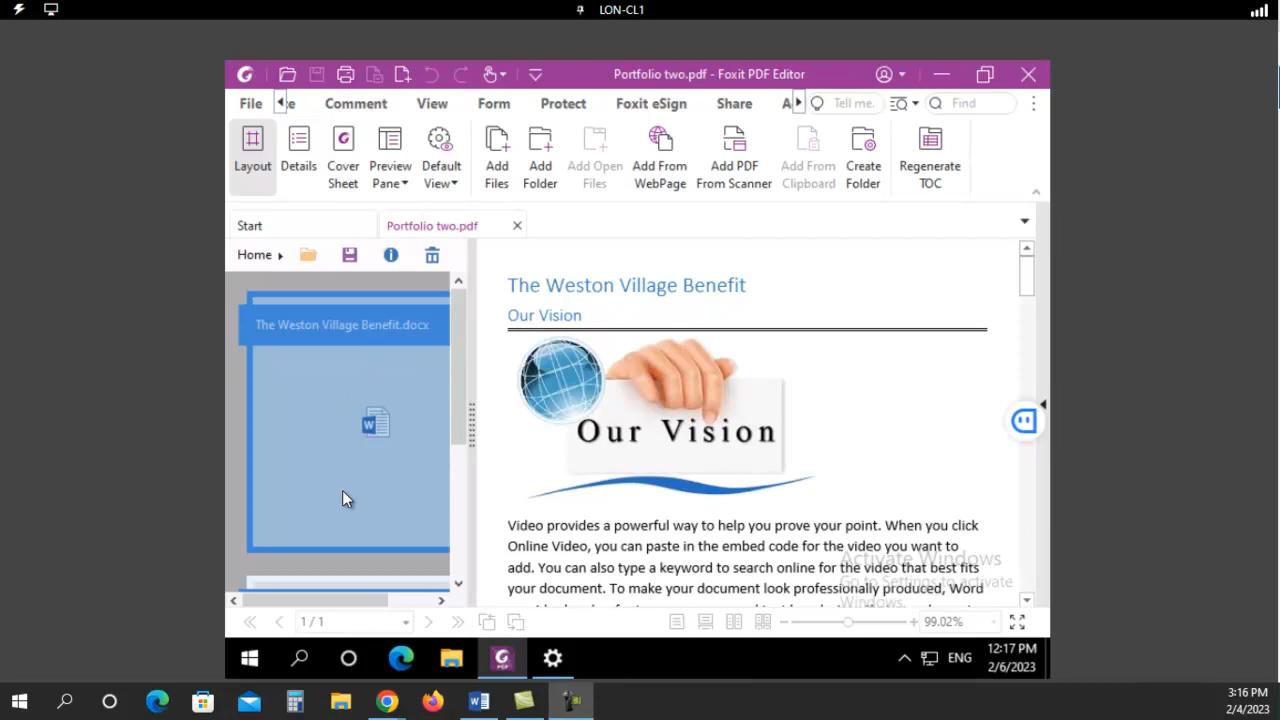 LON-CL1
Portfolio two.pdf - Foxit PDF Editor
File
e
Comment
View
Form
Protect
Foxit eSign
Share
A
Tell me.
Find
Layout
Details
Cover Sheet
Preview Pane
Default View
Add Files
Add Folder
Add Open Files
Add From WebPage
Add PDF From Scanner
Add From Clipboard
Create Folder
Regenerate TOC
Start
Portfolio two.pdf
Home
The Weston Village Benefit.docx
The Weston Village Benefit
Our Vision
Our Vision
Video provides a powerful way to help you prove your point. When you click
Online Video, you can paste in the embed code for the video you want to
add. You can also type a keyword to search online for the video that best fits
your document. To make your document look professionally produced, Word
Activate Windows
Go to Settings to activate
Windows.
1 / 1
99.02%
ENG
12:17 PM
2/6/2023
3:16 PM
2/4/2023